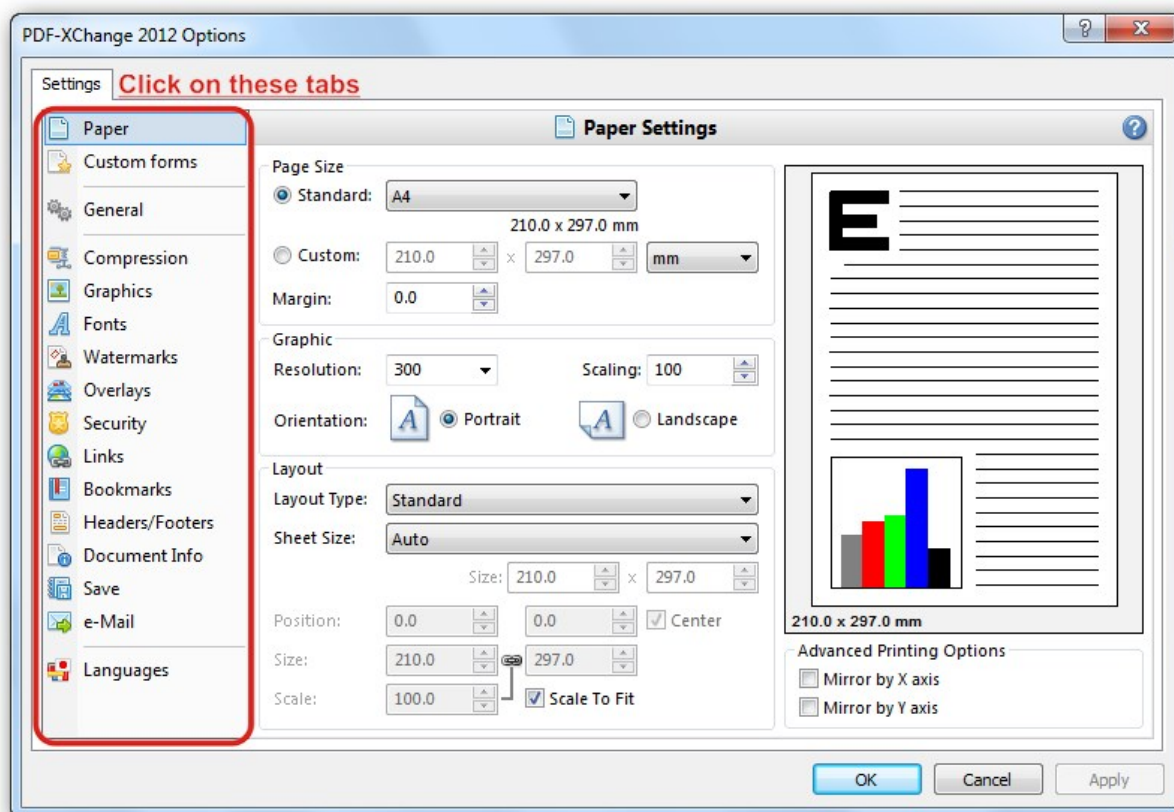 PDF-XChange 2012 Options
Settings
Click on these tabs
Paper
Custom forms
General
Compression
Graphics
Fonts
Watermarks
Overlays
Security
Links
Bookmarks
Headers/Footers
Document Info
Save
e-Mail
Languages
Paper Settings
Page Size
Standard: A4
210.0 x 297.0 mm
Custom: 210.0 x 297.0 mm
Margin: 0.0
Graphic
Resolution: 300 Scaling: 100
Orientation: A Portrait A Landscape
Layout
Layout Type: Standard
Sheet Size: Auto
Size: 210.0 x 297.0
Position: 0.0 0.0 Center
Size: 210.0 297.0
Scale: 100.0 Scale To Fit
E
210.0 x 297.0 mm
Advanced Printing Options
Mirror by X axis
Mirror by Y axis
OK Cancel Apply